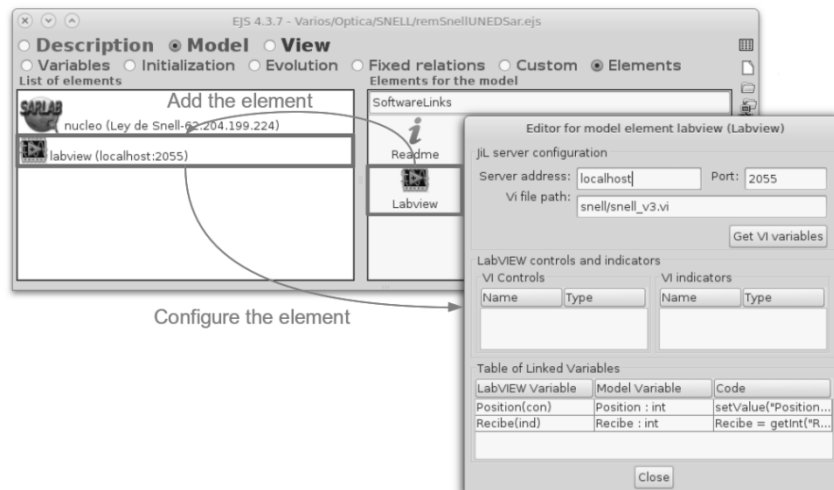 EJS 4.3.7 - Varios/Optica/SNELL/remSnellUNEDSar.ejs
Description Model View
Variables Initialization Evolution Fixed relations Custom Elements
List of elements
Elements for the model
SARLAB
nucleo (Ley de Snell-62.204.199.224)
labview (localhost:2055)
Add the element
SoftwareLinks
Readme
Labview
Configure the element
Editor for model element labview (Labview)
JiL server configuration
Server address: localhost Port: 2055
Vi file path: snell/snell_v3.vi
Get VI variables
LabVIEW controls and indicators
VI Controls VI indicators
Name Type Name Type
Table of Linked Variables
LabVIEW Variable Model Variable Code
Position(con) Position : int setValue("Position...
Recibe(ind) Recibe : int Recibe = getInt("R...
Close